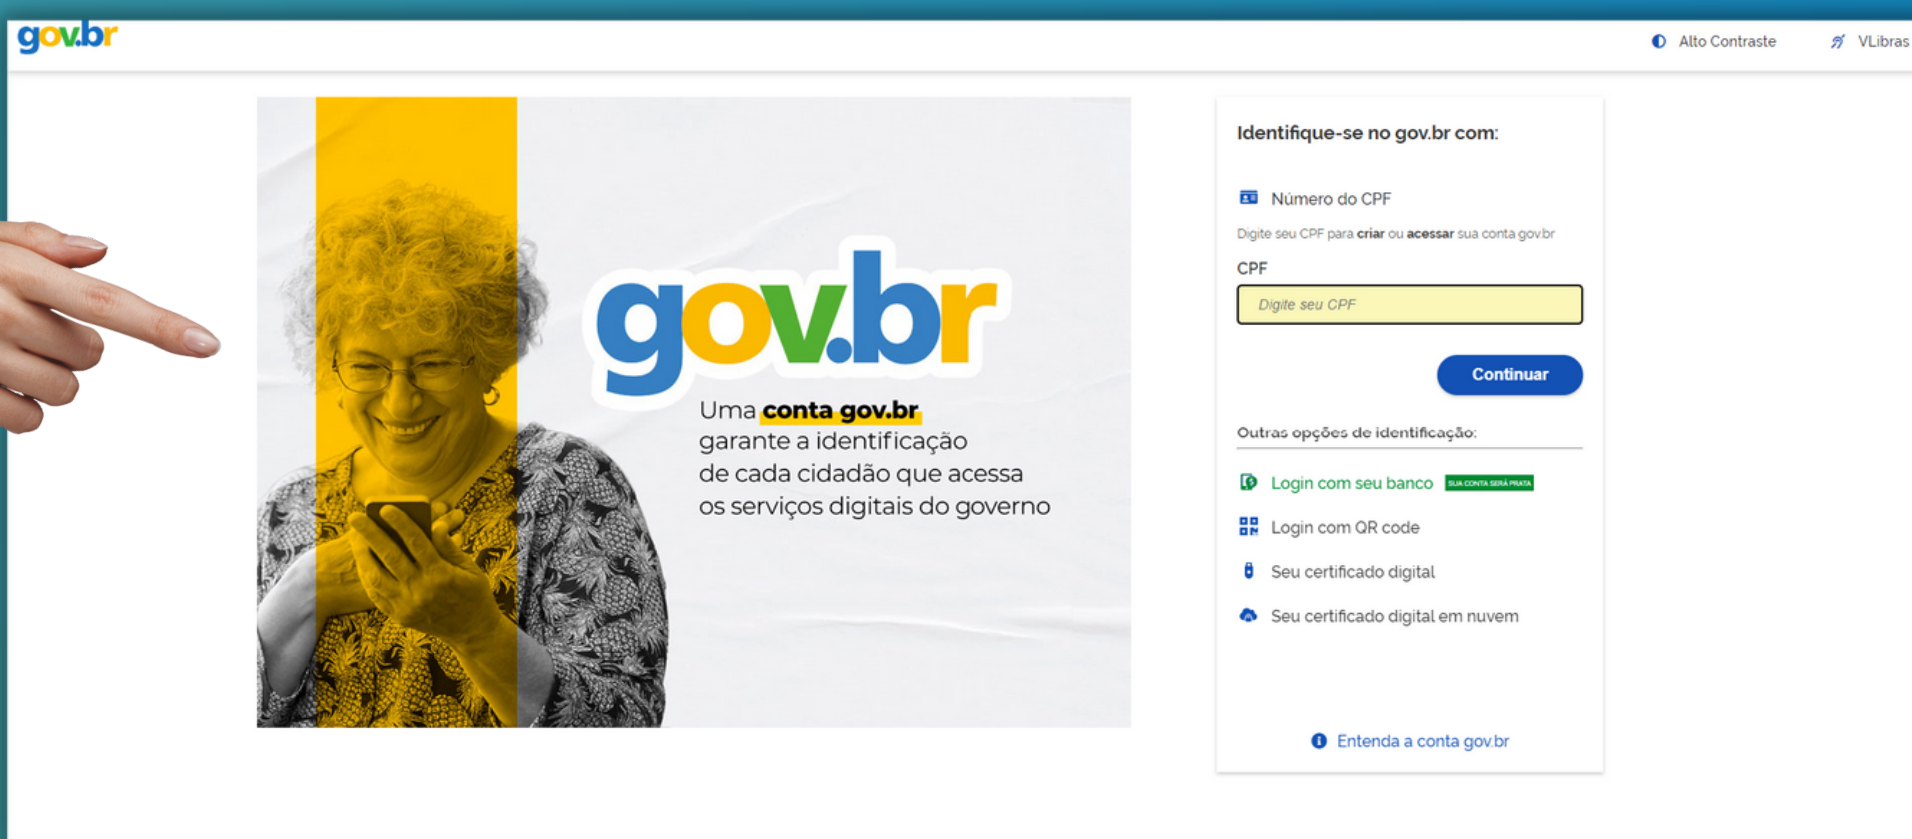 gov.br
Alto Contraste
VLibras
gov.br
Uma conta gov.br
garante a identificação
de cada cidadão que acessa
os serviços digitais do governo
Identifique-se no gov.br com:
Número do CPF
Digite seu CPF para criar ou acessar sua conta gov.br
CPF
Digite seu CPF
Continuar
Outras opções de identificação:
Login com seu banco SUA CONTA SERÁ PRATA
Login com QR code
Seu certificado digital
Seu certificado digital em nuvem
Entenda a conta gov.br